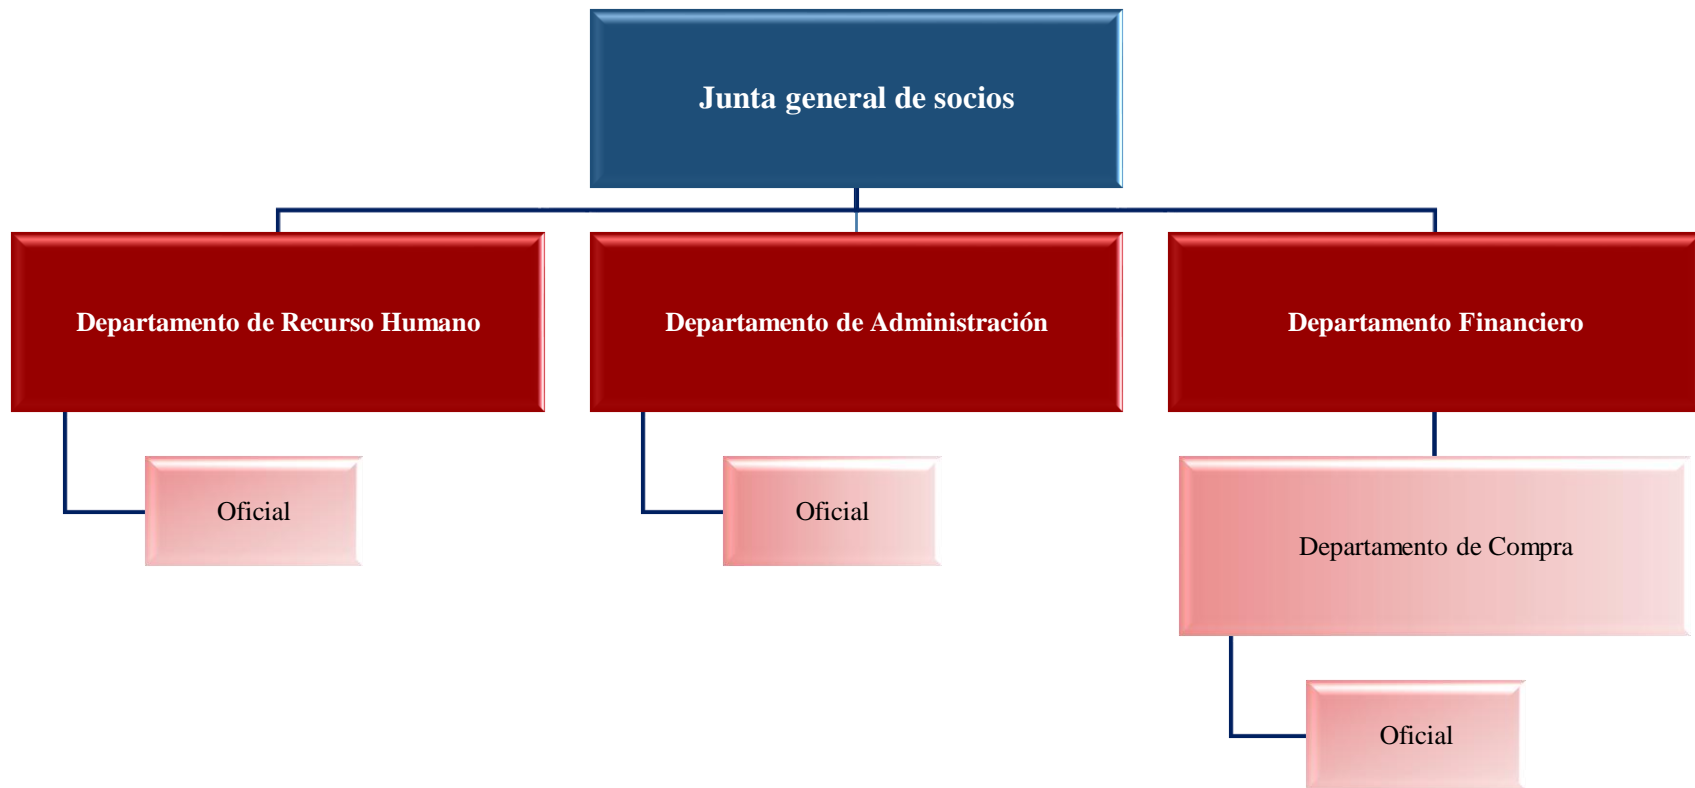 Junta general de socios
Departamento de Recurso Humano
Departamento de Administración
Departamento Financiero
Oficial
Oficial
Departamento de Compra
Oficial